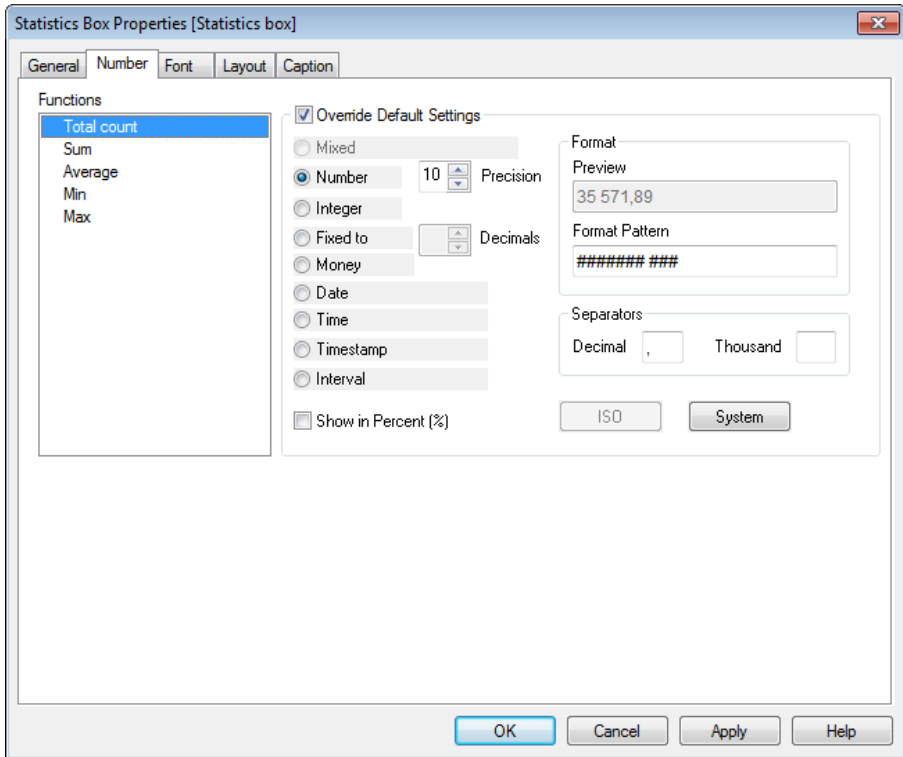 Statistics Box Properties [Statistics box]
General Number Font Layout Caption
Functions
Total count
Sum
Average
Min
Max
Override Default Settings
Mixed
Number 10 Precision
Integer
Fixed to Decimals
Money
Date
Time
Timestamp
Interval
Show in Percent (%)
Format
Preview
35 571,89
Format Pattern
####### ###
Separators
Decimal , Thousand
ISO System
OK Cancel Apply Help